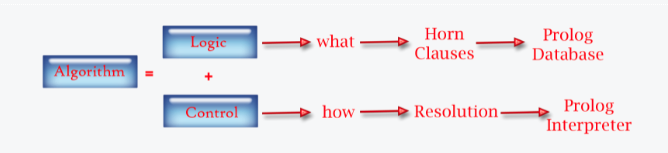 Logic
what
Horn
Clauses
Prolog
Database
Algorithm
=
+
Control
how
Resolution
Prolog
Interpreter